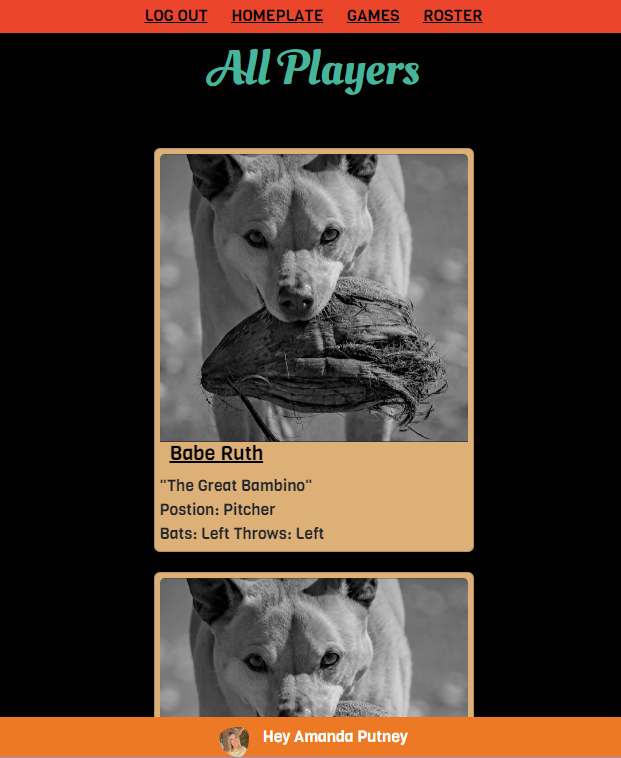 LOG OUT HOMEPLATE GAMES ROSTER
All Players
Babe Ruth
"The Great Bambino"
Postion: Pitcher
Bats: Left Throws: Left
Hey Amanda Putney